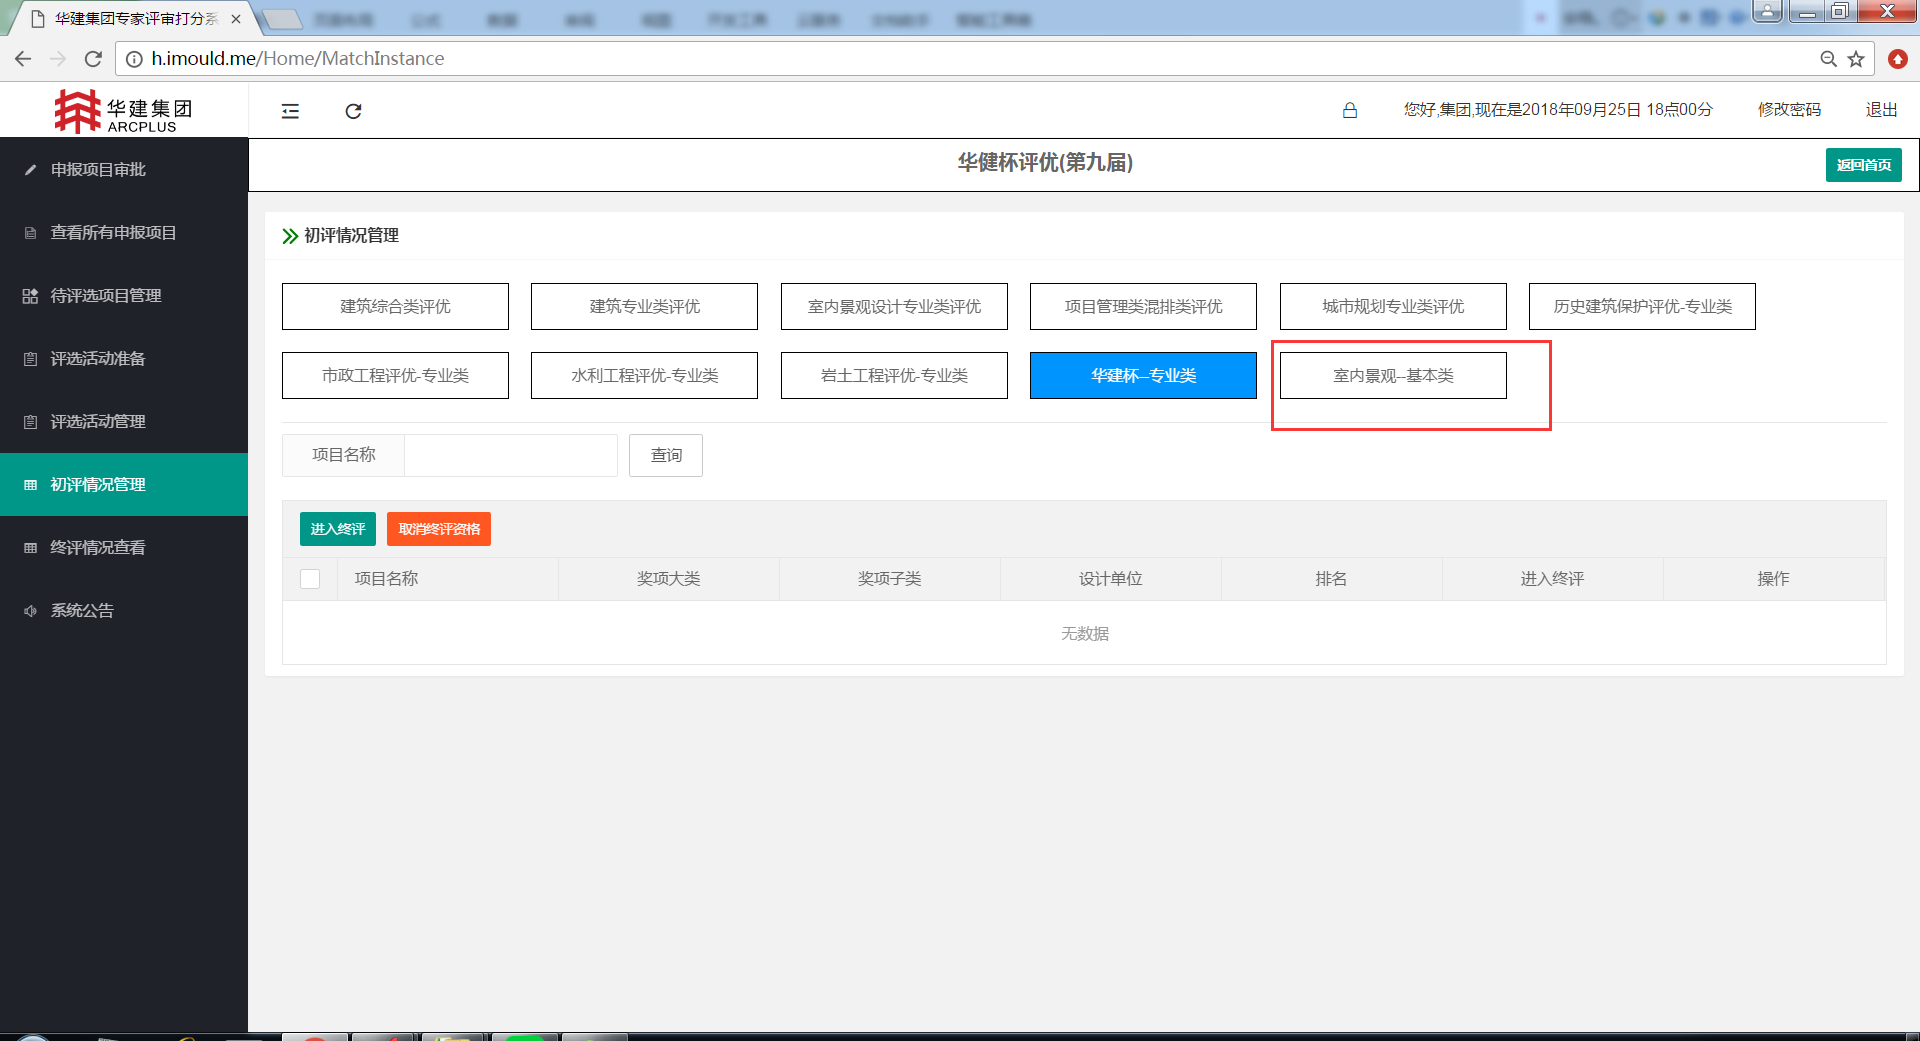 华建集团专家评审打分系
h.imould.me/Home/MatchInstance
华建集团
ARCPLUS
您好,集团,现在是2018年09月25日 18点00分
修改密码
退出
华健杯评优(第九届)
返回首页
申报项目审批
查看所有申报项目
待评选项目管理
评选活动准备
评选活动管理
初评情况管理
终评情况查看
系统公告
初评情况管理
建筑综合类评优
建筑专业类评优
室内景观设计专业类评优
项目管理类混排类评优
城市规划专业类评优
历史建筑保护评优-专业类
市政工程评优-专业类
水利工程评优-专业类
岩土工程评优-专业类
华建杯--专业类
室内景观--基本类
项目名称
查询
进入终评
取消终评资格
项目名称
奖项大类
奖项子类
设计单位
排名
进入终评
操作
无数据